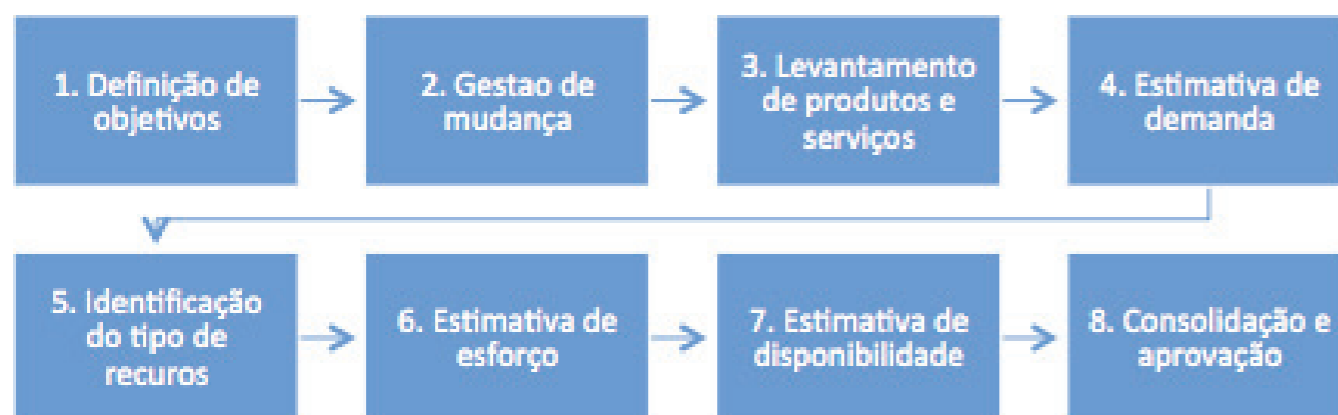 1. Definição de
objetivos
2. Gestao de
mudança
3. Levantamento
de produtos e
serviços
4. Estimativa de
demanda
5. Identificação
do tipo de
recuros
6. Estimativa de
esforço
7. Estimativa de
disponibilidade
8. Consolidação e
aprovação